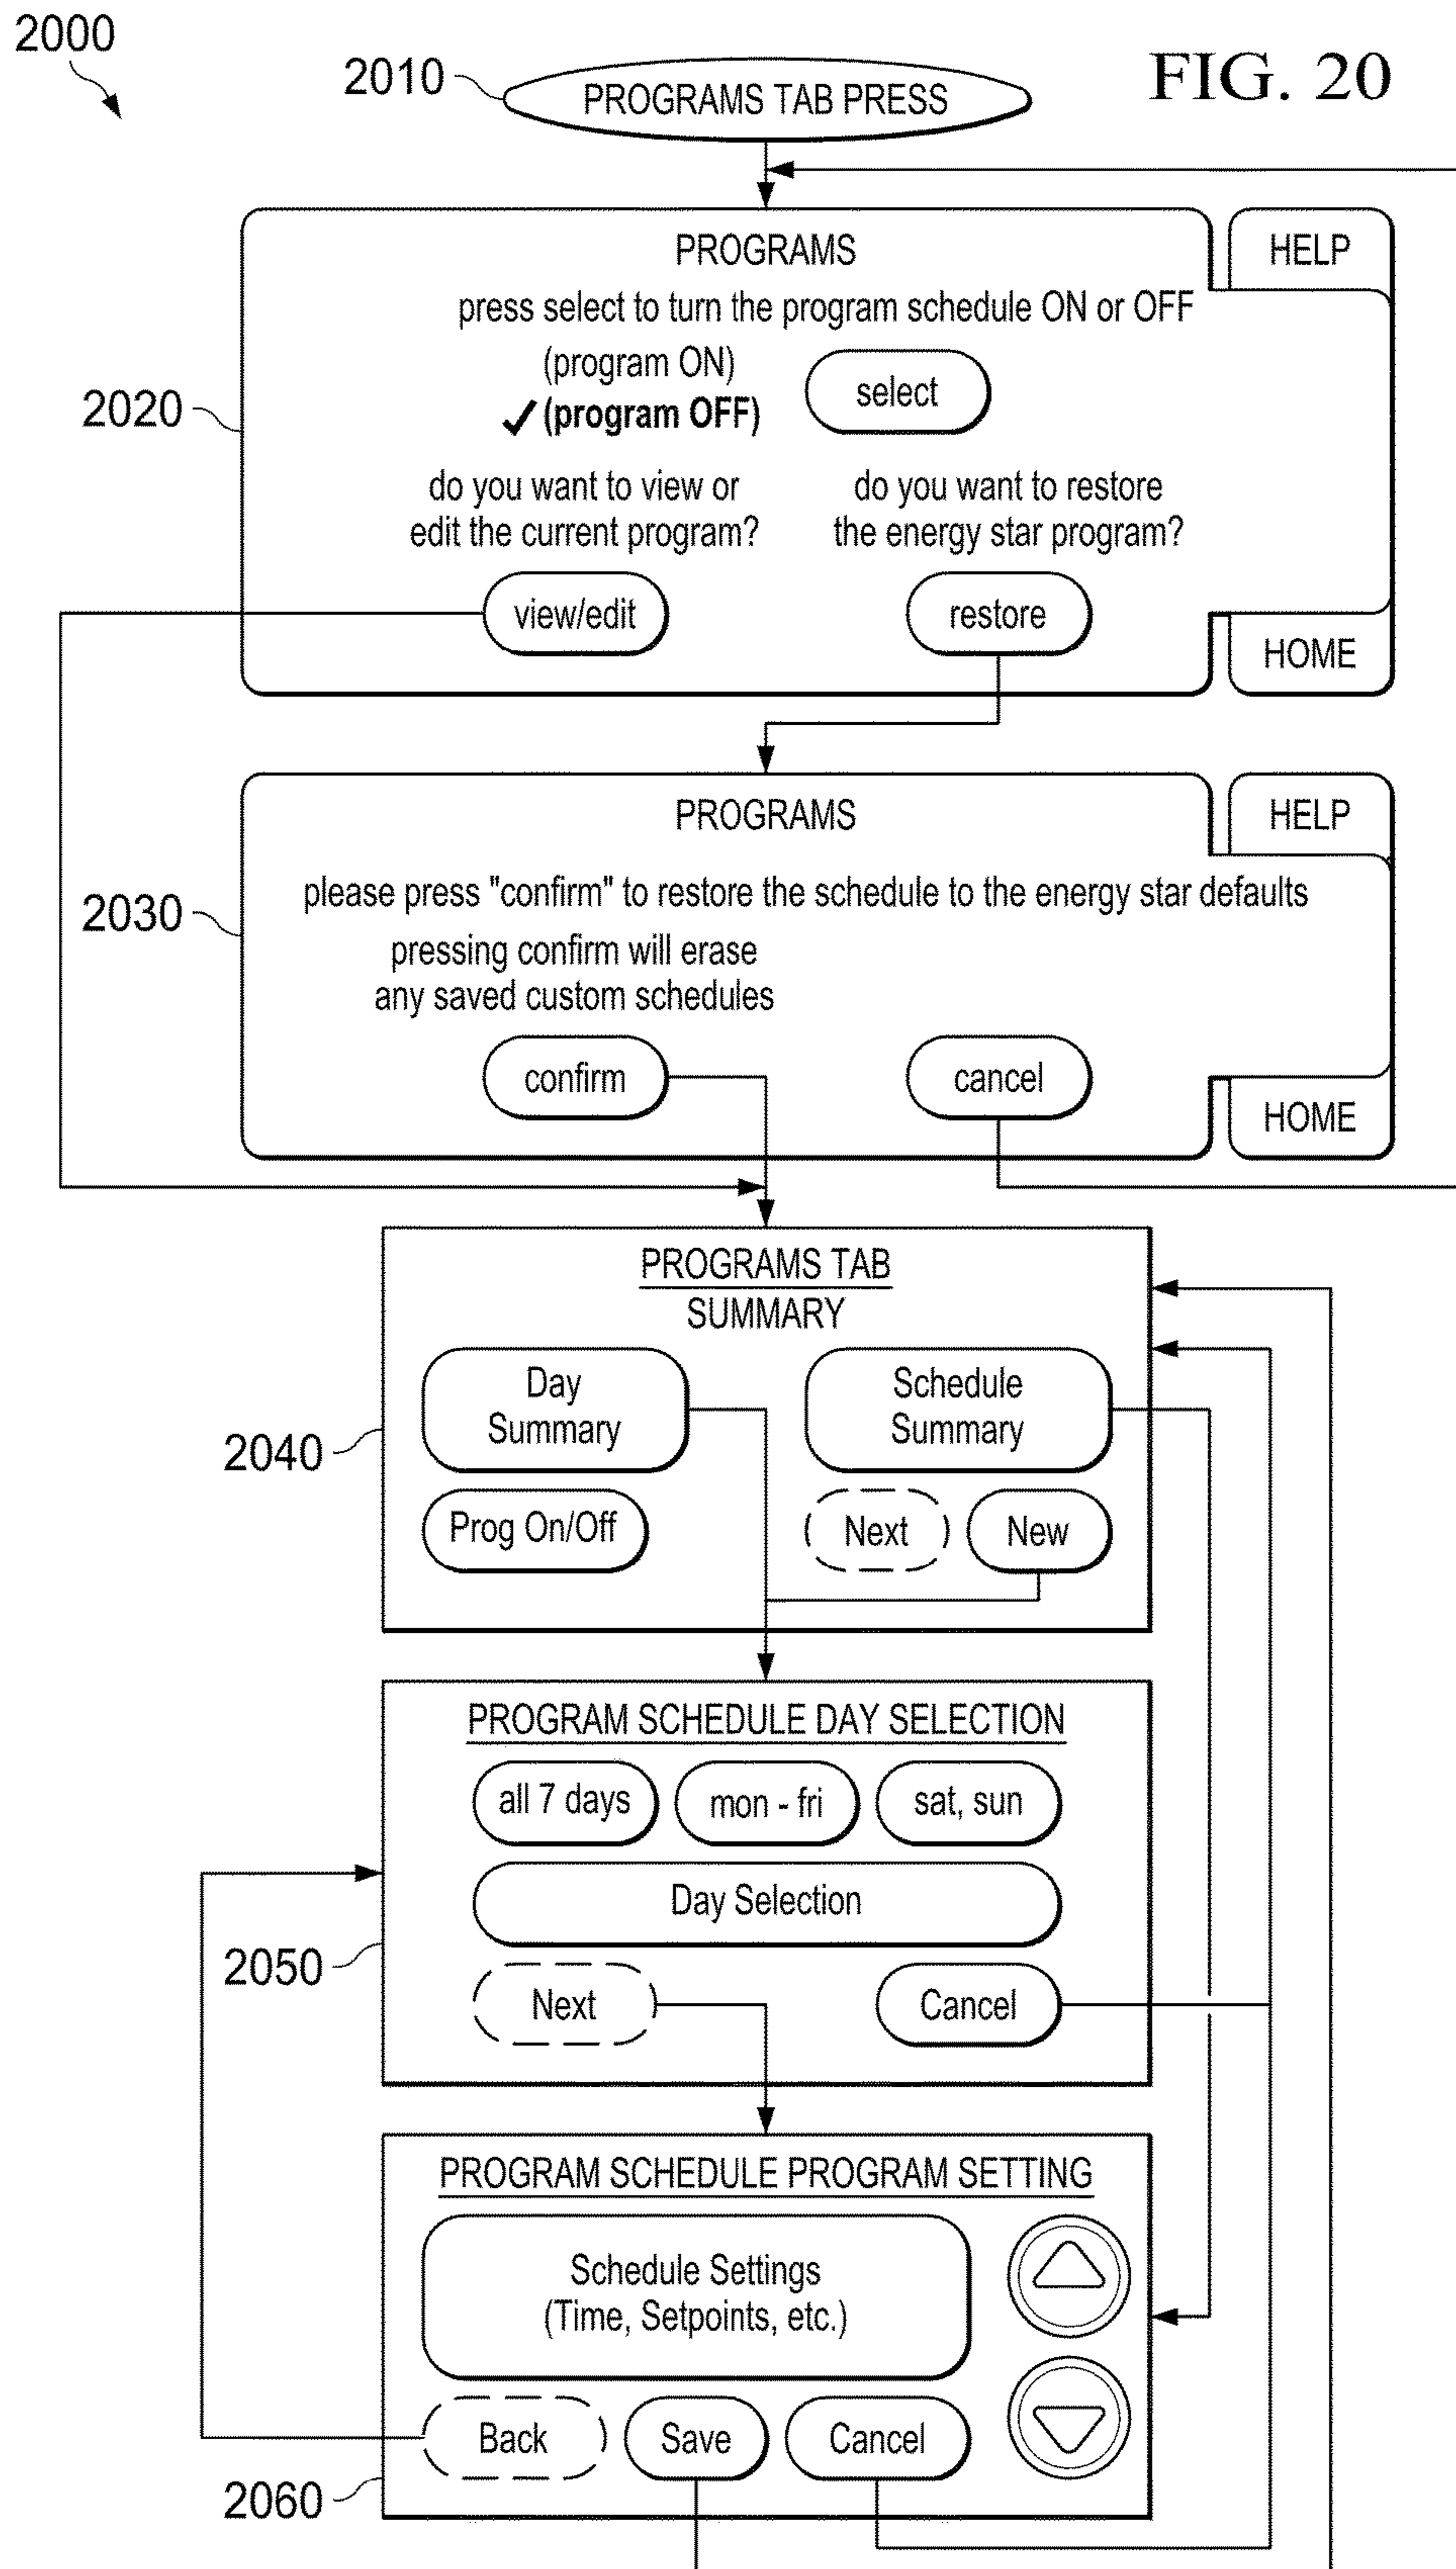 2000
2010
PROGRAMS TAB PRESS
FIG. 20
PROGRAMS
HELP
press select to turn the program schedule ON or OFF
(program ON)
select
2020
✓ (program OFF)
do you want to view or
edit the current program?
do you want to restore
the energy star program?
view/edit
restore
HOME
PROGRAMS
HELP
please press "confirm" to restore the schedule to the energy star defaults
2030
pressing confirm will erase
any saved custom schedules
confirm
cancel
HOME
PROGRAMS TAB
SUMMARY
Day
Summary
Schedule
Summary
2040
Prog On/Off
Next
New
PROGRAM SCHEDULE DAY SELECTION
all 7 days
mon - fri
sat, sun
Day Selection
2050
Next
Cancel
PROGRAM SCHEDULE PROGRAM SETTING
Schedule Settings
(Time, Setpoints, etc.)
Back
Save
Cancel
2060